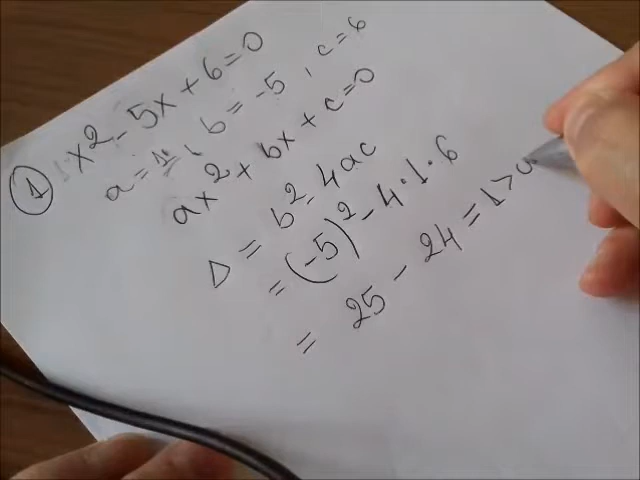 ① x² - 5x + 6 = 0
a = 1, b = -5, c = 6
ax² + bx + c = 0
Δ = b² - 4ac
= (-5)² - 4·1·6
= 25 - 24 = 1 > 0